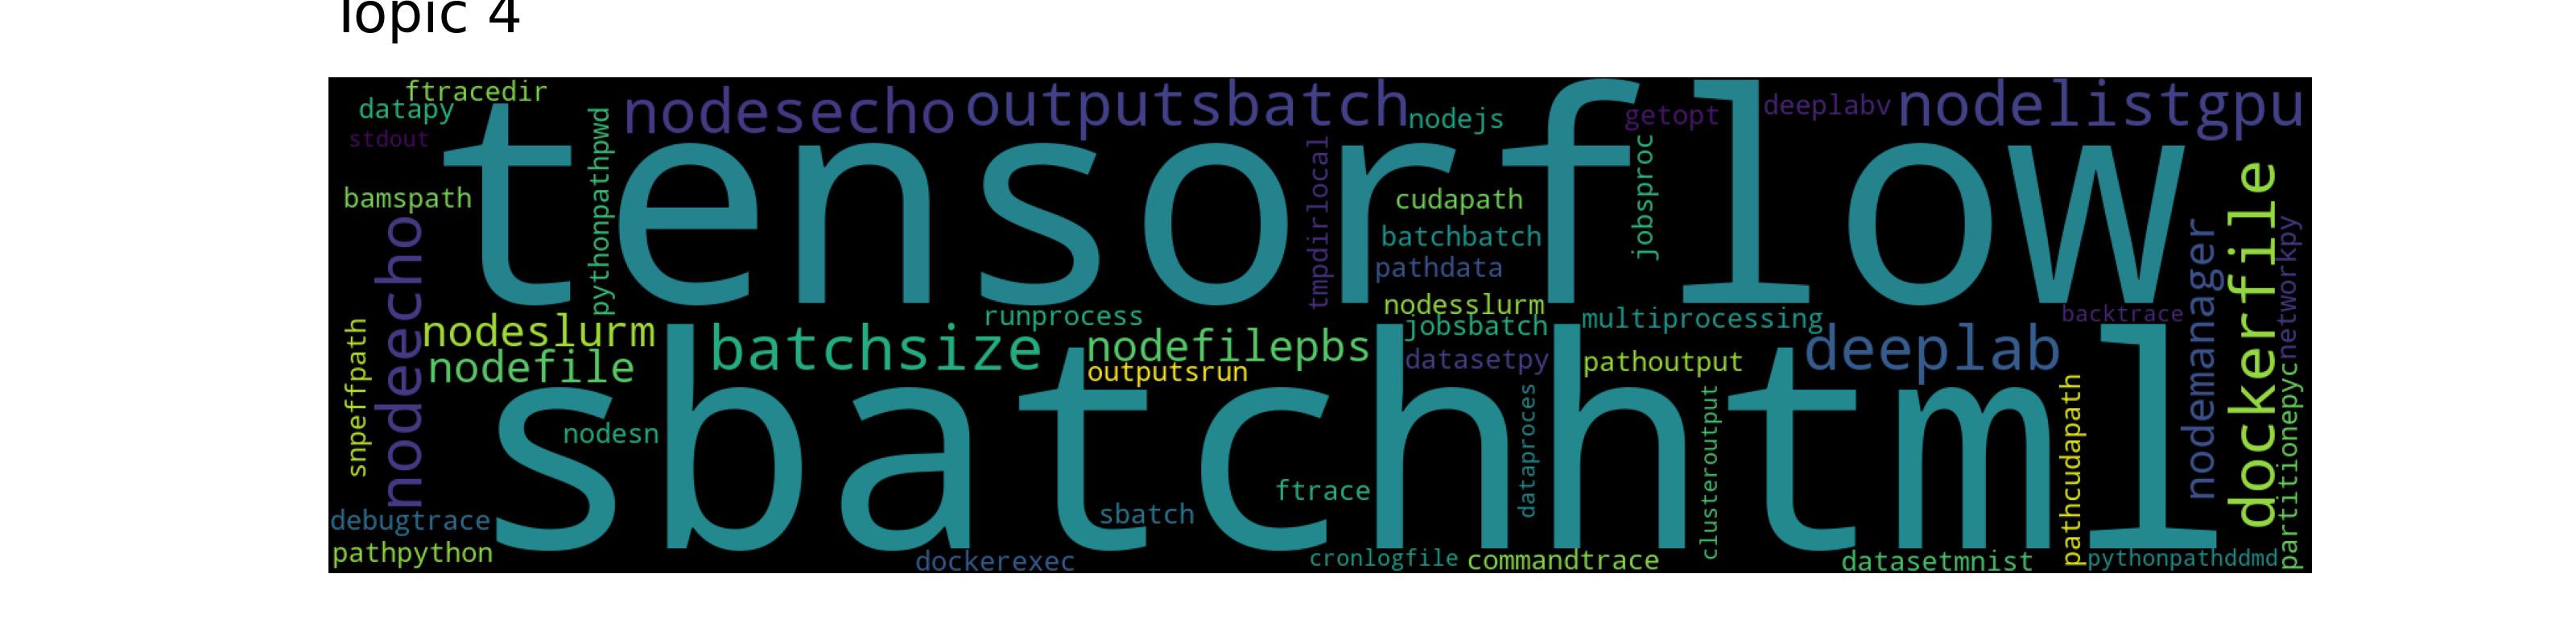 Topic 4
ftracedir
datapy
stdout
nodesecho
outputsbatch
nodejs
getopt
deeplabv
nodelistgpu
tensorflow
pythonpathpwd
tmpdirlocal
jobsproc
bamspath
cudapath
batchbatch
pathdata
nodeecho
nodesslurm
runprocess
jobsbatch
multiprocessing
backtrace
nodemanager
dockerfile
networkpy
nodeslurm
nodefile
batchsize
nodefilepbs
outputsrun
datasetpy
pathoutput
deeplab
snpeffpath
sbatchhtml
nodesn
ftrace
sbatch
dataproces
clusteroutput
pathcudapath
partitionepyc
debugtrace
pathpython
dockerexec
cronlogfile
commandtrace
datasetmnist
pythonpathddmd